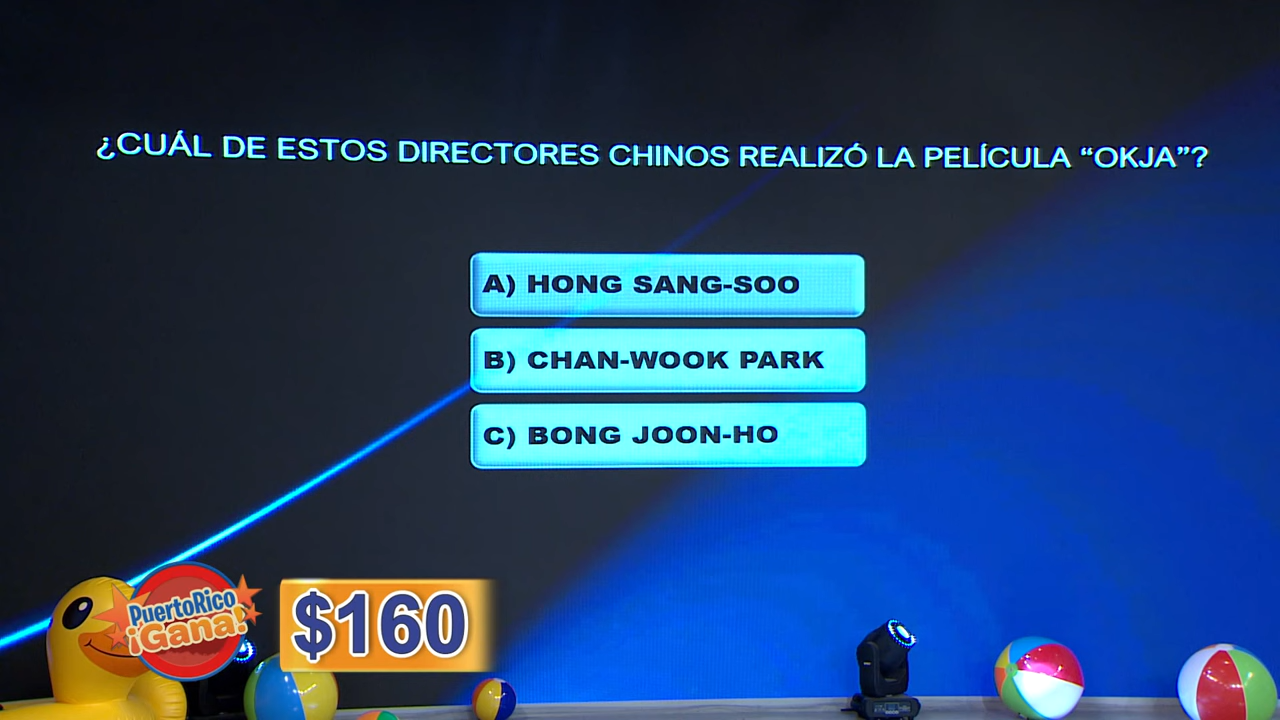 ¿CUÁL DE ESTOS DIRECTORES CHINOS REALIZÓ LA PELÍCULA “OKJA”?
A) HONG SANG-SOO
B) CHAN-WOOK PARK
C) BONG JOON-HO
PuertoRico
¡Gana!
$160